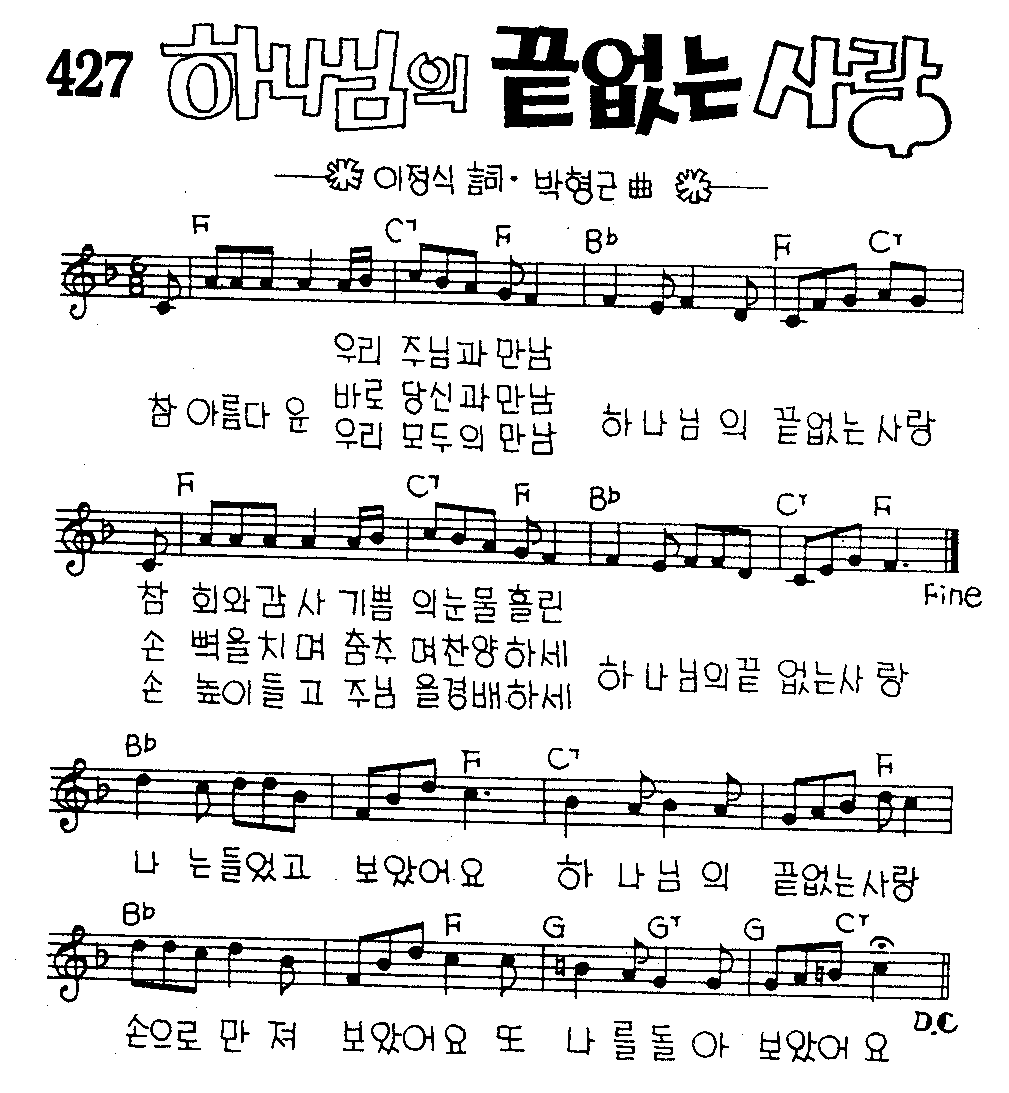 427 하나님의 끝없는 사랑
이정식 詞 · 박형근 曲
F C7 F B♭ F C7
6/8
우리 주님과 만남
참 아름다운 바로 당신과 만남 하나님의 끝없는 사랑
우리 모두의 만남
F C7 F B♭ C7 F
Fine
참 회와 감사 기쁨의 눈물 흘린
손 뼉을 치며 춤추며 찬양하세 하나님의 끝없는 사랑
손 높이 들고 주님을 경배하세
B♭ F C7 F
나는 들었고 보았어요 하나님의 끝없는 사랑
B♭ F G G7 G C7
D.C
손으로 만져 보았어요 또 나를 돌아 보았어요